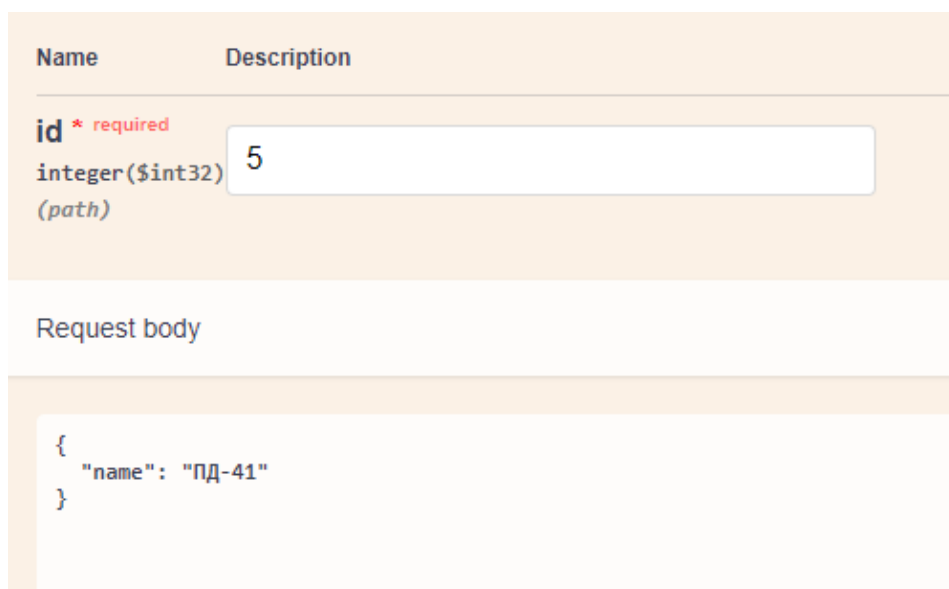 Name Description
id * required
integer($int32)
(path)
5
Request body
{
  "name": "ПД-41"
}